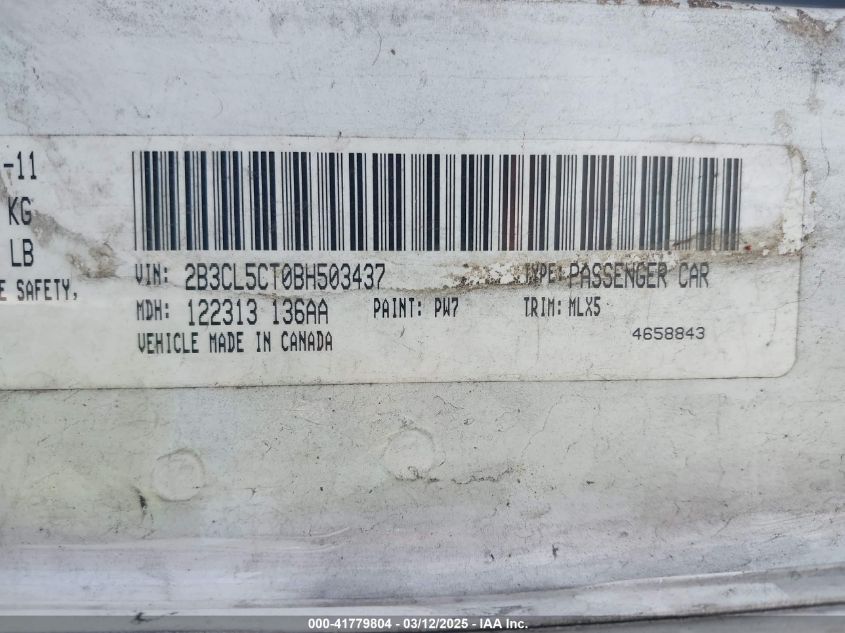 -11
KG
LB
E SAFETY,
VIN: 2B3CL5CT0BH503437 TYPE: PASSENGER CAR
MDH: 122313 136AA PAINT: PW7 TRIM: MLX5
VEHICLE MADE IN CANADA 4658843
000-41779804 - 03/12/2025 - IAA Inc.